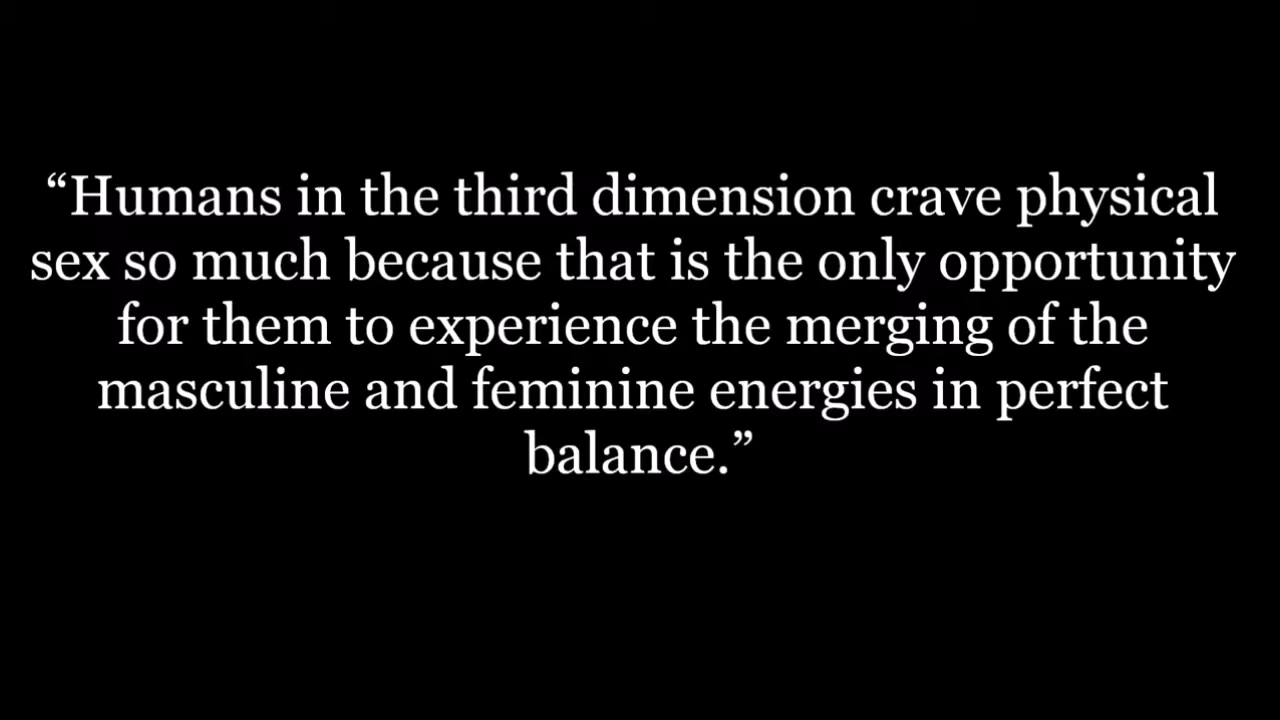 “Humans in the third dimension crave physical
sex so much because that is the only opportunity
for them to experience the merging of the
masculine and feminine energies in perfect
balance.”